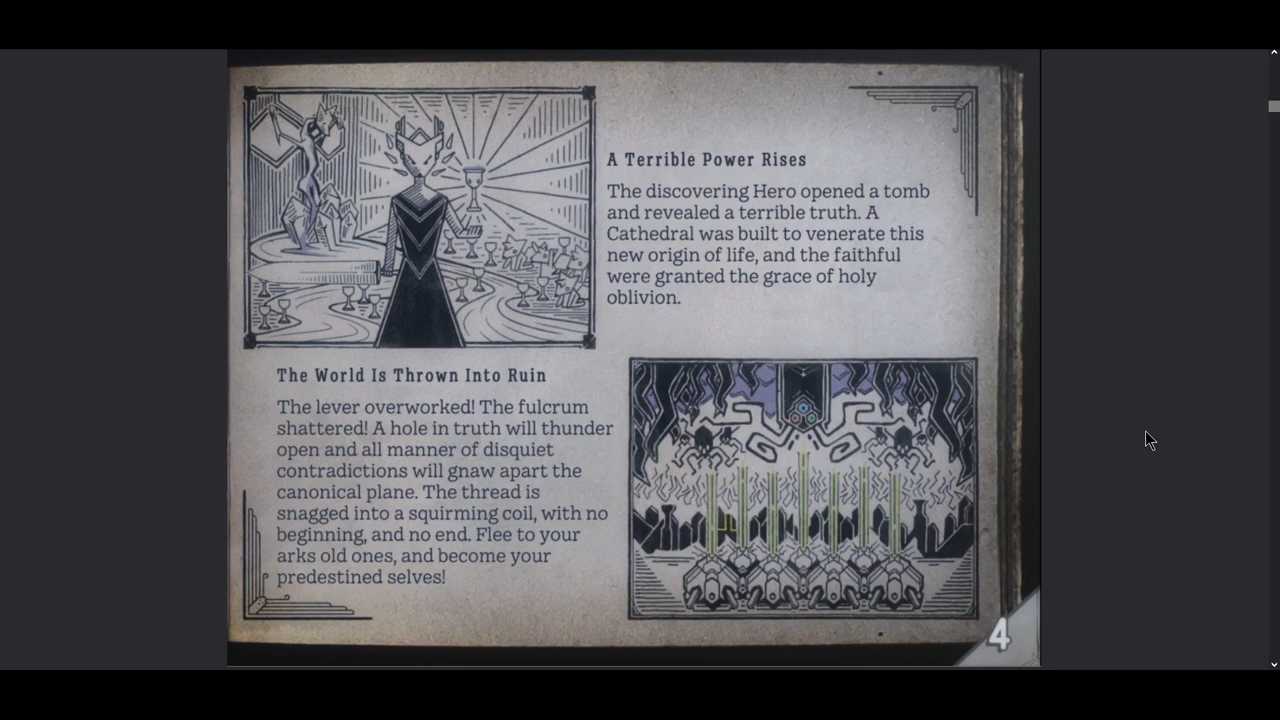 A Terrible Power Rises
The discovering Hero opened a tomb
and revealed a terrible truth. A
Cathedral was built to venerate this
new origin of life, and the faithful
were granted the grace of holy
oblivion.
The World Is Thrown Into Ruin
The lever overworked! The fulcrum
shattered! A hole in truth will thunder
open and all manner of disquiet
contradictions will gnaw apart the
canonical plane. The thread is
snagged into a squirming coil, with no
beginning, and no end. Flee to your
arks old ones, and become your
predestined selves!
4